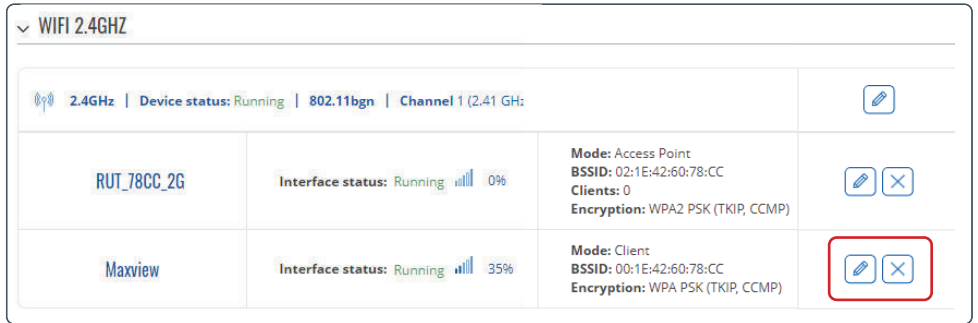 WIFI 2.4GHZ
2.4GHz | Device status: Running | 802.11bgn | Channel 1 (2.41 GHz
RUT_78CC_2G
Interface status: Running 0%
Mode: Access Point
BSSID: 02:1E:42:60:78:CC
Clients: 0
Encryption: WPA2 PSK (TKIP, CCMP)
Maxview
Interface status: Running 35%
Mode: Client
BSSID: 00:1E:42:60:78:CC
Encryption: WPA PSK (TKIP, CCMP)